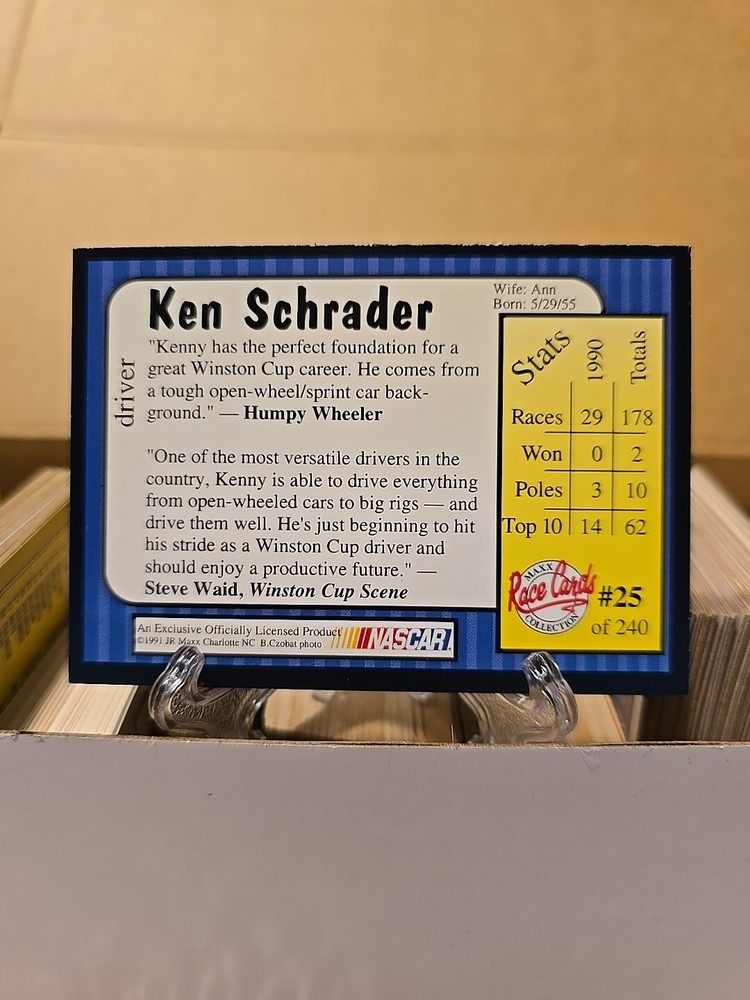 Ken Schrader
Wife: Ann
Born: 5/29/55
driver
"Kenny has the perfect foundation for a
great Winston Cup career. He comes from
a tough open-wheel/sprint car back-
ground." — Humpy Wheeler
"One of the most versatile drivers in the
country, Kenny is able to drive everything
from open-wheeled cars to big rigs — and
drive them well. He's just beginning to hit
his stride as a Winston Cup driver and
should enjoy a productive future." —
Steve Waid, Winston Cup Scene
An Exclusive Officially Licensed Product
©1991 JR Maxx Charlotte NC B.Czobat photo
NASCAR
Stats 1990 Totals
Races 29 178
Won 0 2
Poles 3 10
Top 10 14 62
MAXX
Race Cards
COLLECTION
#25
of 240